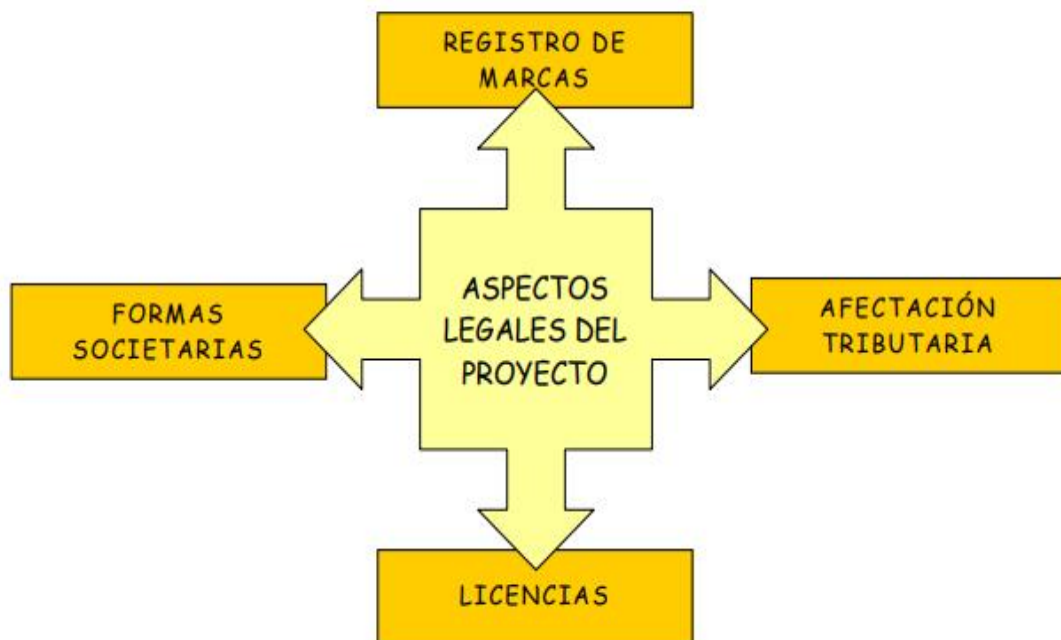 REGISTRO DE
MARCAS
FORMAS
SOCIETARIAS
ASPECTOS
LEGALES DEL
PROYECTO
AFECTACIÓN
TRIBUTARIA
LICENCIAS